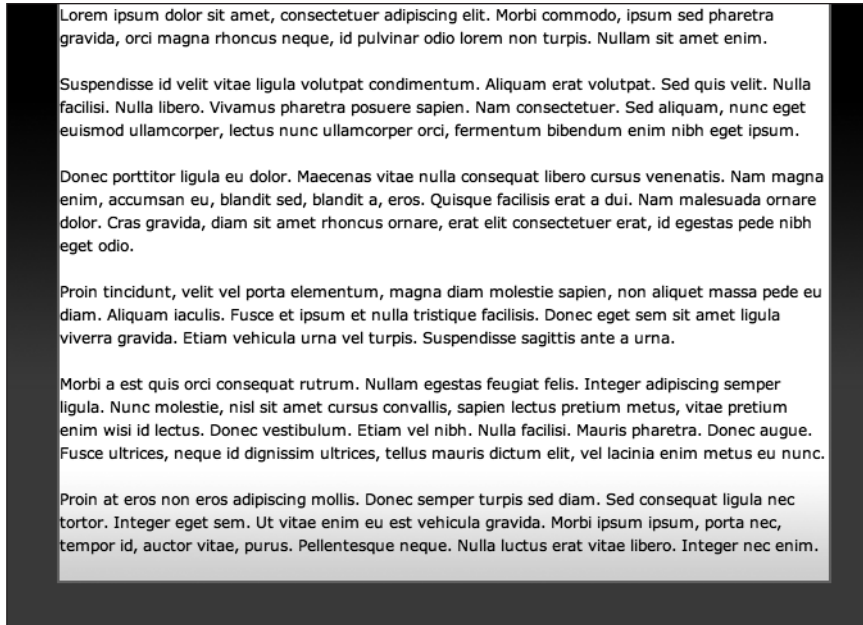 Lorem ipsum dolor sit amet, consectetuer adipiscing elit. Morbi commodo, ipsum sed pharetra
gravida, orci magna rhoncus neque, id pulvinar odio lorem non turpis. Nullam sit amet enim.
Suspendisse id velit vitae ligula volutpat condimentum. Aliquam erat volutpat. Sed quis velit. Nulla
facilisi. Nulla libero. Vivamus pharetra posuere sapien. Nam consectetuer. Sed aliquam, nunc eget
euismod ullamcorper, lectus nunc ullamcorper orci, fermentum bibendum enim nibh eget ipsum.
Donec porttitor ligula eu dolor. Maecenas vitae nulla consequat libero cursus venenatis. Nam magna
enim, accumsan eu, blandit sed, blandit a, eros. Quisque facilisis erat a dui. Nam malesuada ornare
dolor. Cras gravida, diam sit amet rhoncus ornare, erat elit consectetuer erat, id egestas pede nibh
eget odio.
Proin tincidunt, velit vel porta elementum, magna diam molestie sapien, non aliquet massa pede eu
diam. Aliquam iaculis. Fusce et ipsum et nulla tristique facilisis. Donec eget sem sit amet ligula
viverra gravida. Etiam vehicula urna vel turpis. Suspendisse sagittis ante a urna.
Morbi a est quis orci consequat rutrum. Nullam egestas feugiat felis. Integer adipiscing semper
ligula. Nunc molestie, nisl sit amet cursus convallis, sapien lectus pretium metus, vitae pretium
enim wisi id lectus. Donec vestibulum. Etiam vel nibh. Nulla facilisi. Mauris pharetra. Donec augue.
Fusce ultrices, neque id dignissim ultrices, tellus mauris dictum elit, vel lacinia enim metus eu nunc.
Proin at eros non eros adipiscing mollis. Donec semper turpis sed diam. Sed consequat ligula nec
tortor. Integer eget sem. Ut vitae enim eu est vehicula gravida. Morbi ipsum ipsum, porta nec,
tempor id, auctor vitae, purus. Pellentesque neque. Nulla luctus erat vitae libero. Integer nec enim.